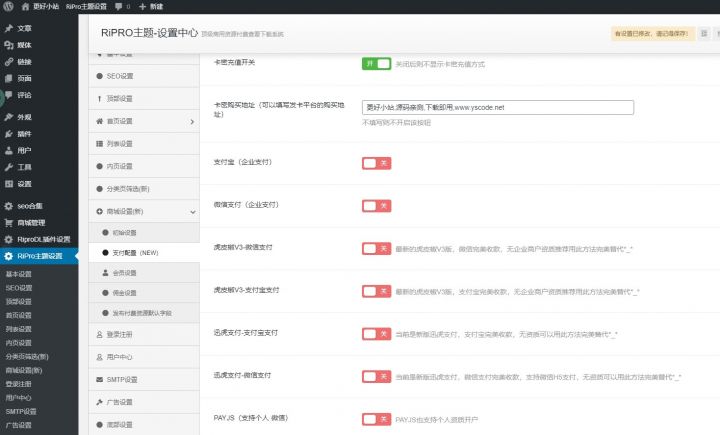 更好小站
RiPro主题设置
0
新建
文章
媒体
链接
页面
评论
外观
插件
用户
工具
设置
seo合集
商城管理
RiproDL插件设置
RiPro主题设置
基本设置
SEO设置
顶部设置
首页设置
列表设置
内页设置
分类页筛选(新)
商城设置(新)
登录注册
用户中心
SMTP设置
广告设置
RiPRO主题-设置中心 顶级商用资源付费查看下载系统
有设置已修改，请记得保存！
基本设置
SEO设置
顶部设置
首页设置
列表设置
内页设置
分类页筛选(新)
商城设置(新)
初始设置
支付配置（NEW）
会员设置
佣金设置
发布付费资源默认字段
登录注册
用户中心
SMTP设置
广告设置
底部设置
卡密充值开关
开
关闭后则不显示卡密充值方式
卡密购买地址（可以填写发卡平台的购买地
址）
更好小站,源码亲测,下载即用,www.yscode.net
不填写则不开启该按钮
支付宝（企业支付）
关
微信支付（企业支付）
关
虎皮椒V3-微信支付
关
最新的虎皮椒V3版，微信完美收款，无企业商户资质推荐用此方法完美替代^_^
虎皮椒V3-支付宝支付
关
最新的虎皮椒V3版，支付宝完美收款，无企业商户资质推荐用此方法完美替代^_^
迅虎支付-支付宝支付
关
当前是新版迅虎支付，支付宝完美收款，无资质可以用此方法完美替代^_^
迅虎支付-微信支付
关
当前是新版迅虎支付，微信支付完美收款，支持微信H5支付，无资质可以用此方法完美替代^_^
PAYJS（支持个人 微信）
关
PAYJS也支持个人资质开户